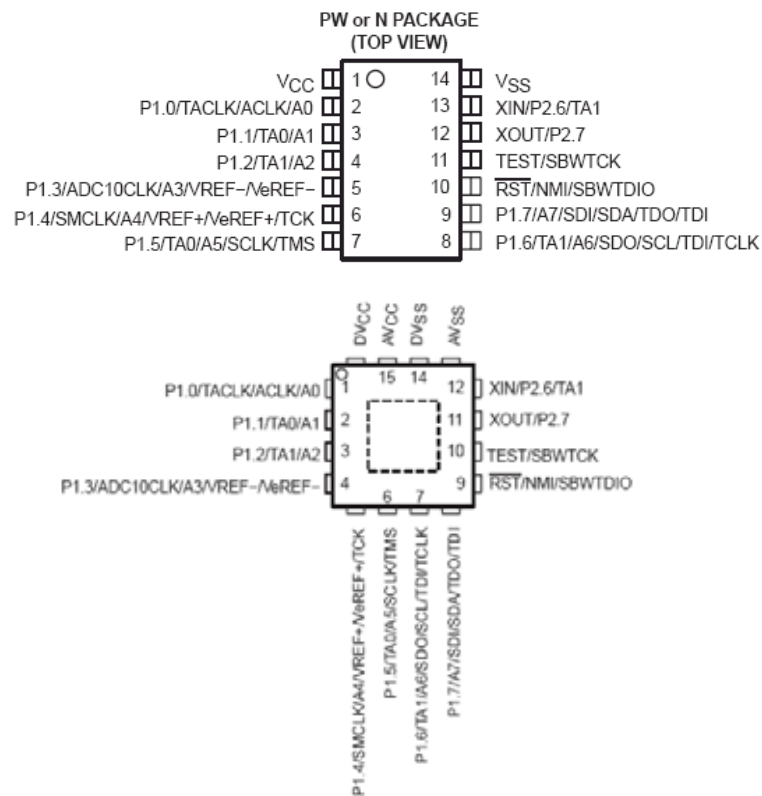 PW or N PACKAGE
(TOP VIEW)
VCC 1 14 VSS
P1.0/TACLK/ACLK/A0 2 13 XIN/P2.6/TA1
P1.1/TA0/A1 3 12 XOUT/P2.7
P1.2/TA1/A2 4 11 TEST/SBWTCK
P1.3/ADC10CLK/A3/VREF−/VeREF− 5 10 RST/NMI/SBWTDIO
P1.4/SMCLK/A4/VREF+/VeREF+/TCK 6 9 P1.7/A7/SDI/SDA/TDO/TDI
P1.5/TA0/A5/SCLK/TMS 7 8 P1.6/TA1/A6/SDO/SCL/TDI/TCLK
DVCC AVCC DVSS AVSS
15 14
P1.0/TACLK/ACLK/A0 1 12 XIN/P2.6/TA1
P1.1/TA0/A1 2 11 XOUT/P2.7
P1.2/TA1/A2 3 10 TEST/SBWTCK
P1.3/ADC10CLK/A3/VREF−/VeREF− 4 9 RST/NMI/SBWTDIO
6 7
P1.4/SMCLK/A4/VREF+/VeREF+/TCK
P1.5/TA0/A5/SCLK/TMS
P1.6/TA1/A6/SDO/SCL/TDI/TCLK
P1.7/A7/SDI/SDA/TDO/TDI